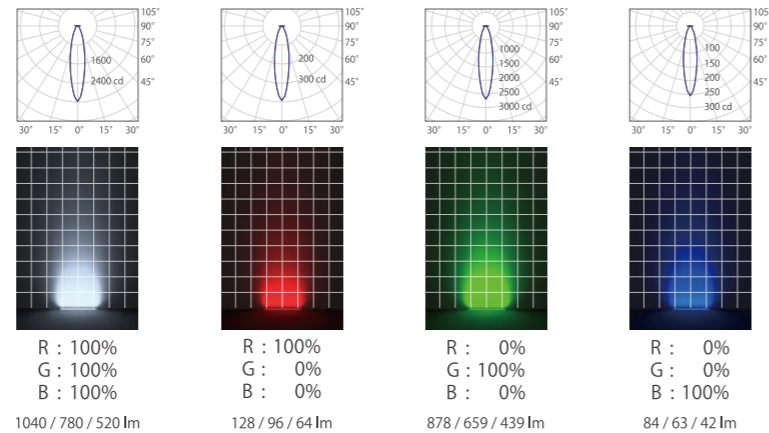 105°
90°
75°
60°
45°
1600
2400 cd
30° 15° 0° 15° 30°
R : 100%
G : 100%
B : 100%
1040 / 780 / 520 lm
105°
90°
75°
60°
45°
200
300 cd
30° 15° 0° 15° 30°
R : 100%
G : 0%
B : 0%
128 / 96 / 64 lm
105°
90°
75°
60°
45°
1000
1500
2000
2500
3000 cd
30° 15° 0° 15° 30°
R : 0%
G : 100%
B : 0%
878 / 659 / 439 lm
105°
90°
75°
60°
45°
100
150
200
250
300 cd
30° 15° 0° 15° 30°
R : 0%
G : 0%
B : 100%
84 / 63 / 42 lm